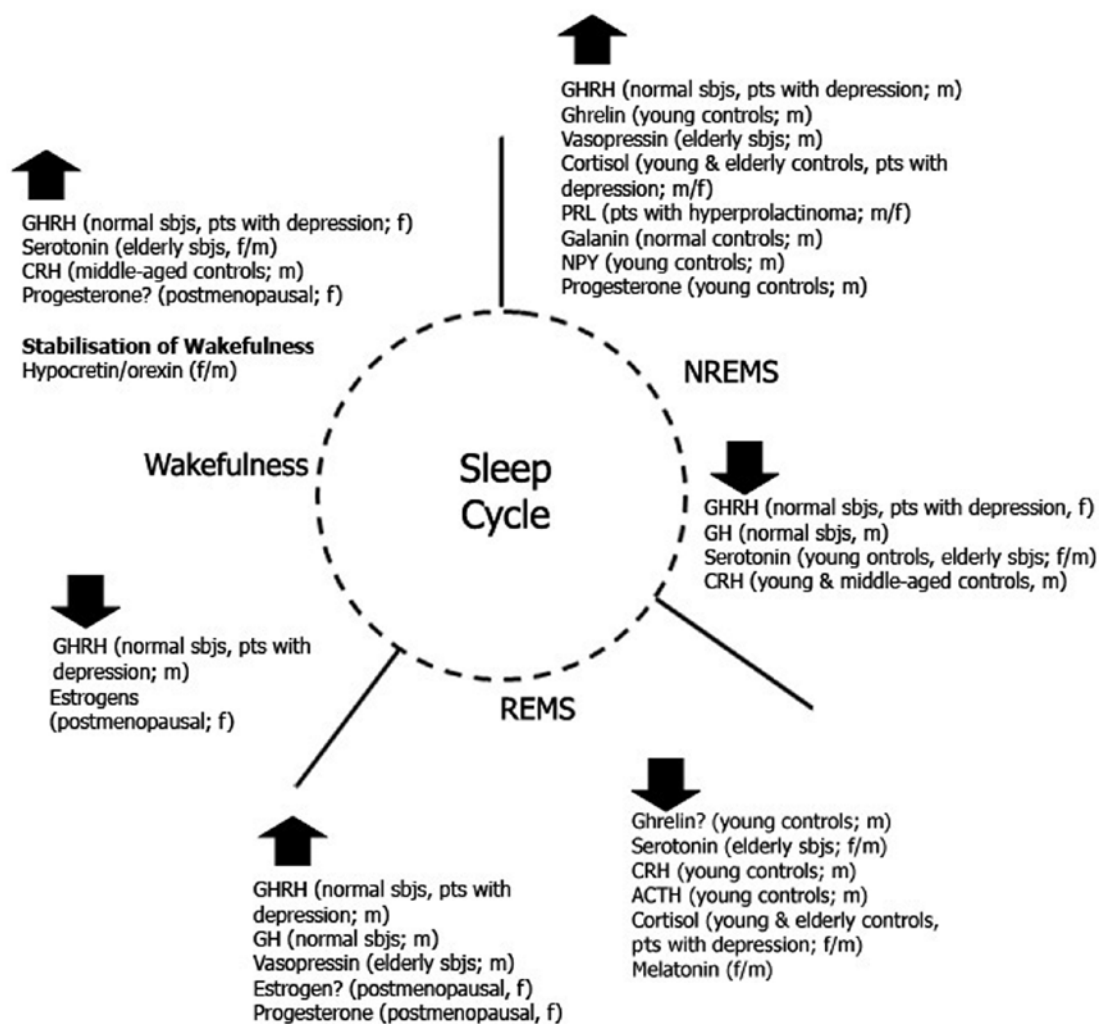 GHRH (normal sbjs, pts with depression; m)
Ghrelin (young controls; m)
Vasopressin (elderly sbjs; m)
Cortisol (young & elderly controls, pts with
depression; m/f)
PRL (pts with hyperprolactinoma; m/f)
Galanin (normal controls; m)
NPY (young controls; m)
Progesterone (young controls; m)
GHRH (normal sbjs, pts with depression; f)
Serotonin (elderly sbjs, f/m)
CRH (middle-aged controls; m)
Progesterone? (postmenopausal; f)
Stabilisation of Wakefulness
Hypocretin/orexin (f/m)
NREMS
Wakefulness
Sleep
Cycle
GHRH (normal sbjs, pts with depression, f)
GH (normal sbjs, m)
Serotonin (young ontrols, elderly sbjs; f/m)
CRH (young & middle-aged controls, m)
GHRH (normal sbjs, pts with
depression; m)
Estrogens
(postmenopausal; f)
REMS
Ghrelin? (young controls; m)
Serotonin (elderly sbjs; f/m)
CRH (young controls; m)
ACTH (young controls; m)
Cortisol (young & elderly controls,
pts with depression; f/m)
Melatonin (f/m)
GHRH (normal sbjs, pts with
depression; m)
GH (normal sbjs; m)
Vasopressin (elderly sbjs; m)
Estrogen? (postmenopausal, f)
Progesterone (postmenopausal, f)